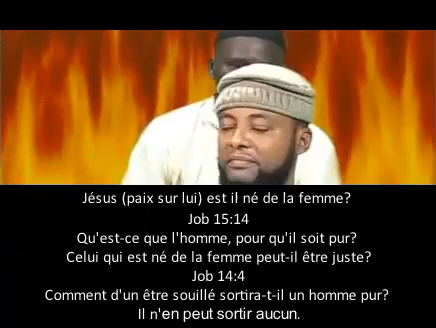 Jésus (paix sur lui) est il né de la femme?
Job 15:14
Qu'est-ce que l'homme, pour qu'il soit pur?
Celui qui est né de la femme peut-il être juste?
Job 14:4
Comment d'un être souillé sortira-t-il un homme pur?
Il n'en peut sortir aucun.